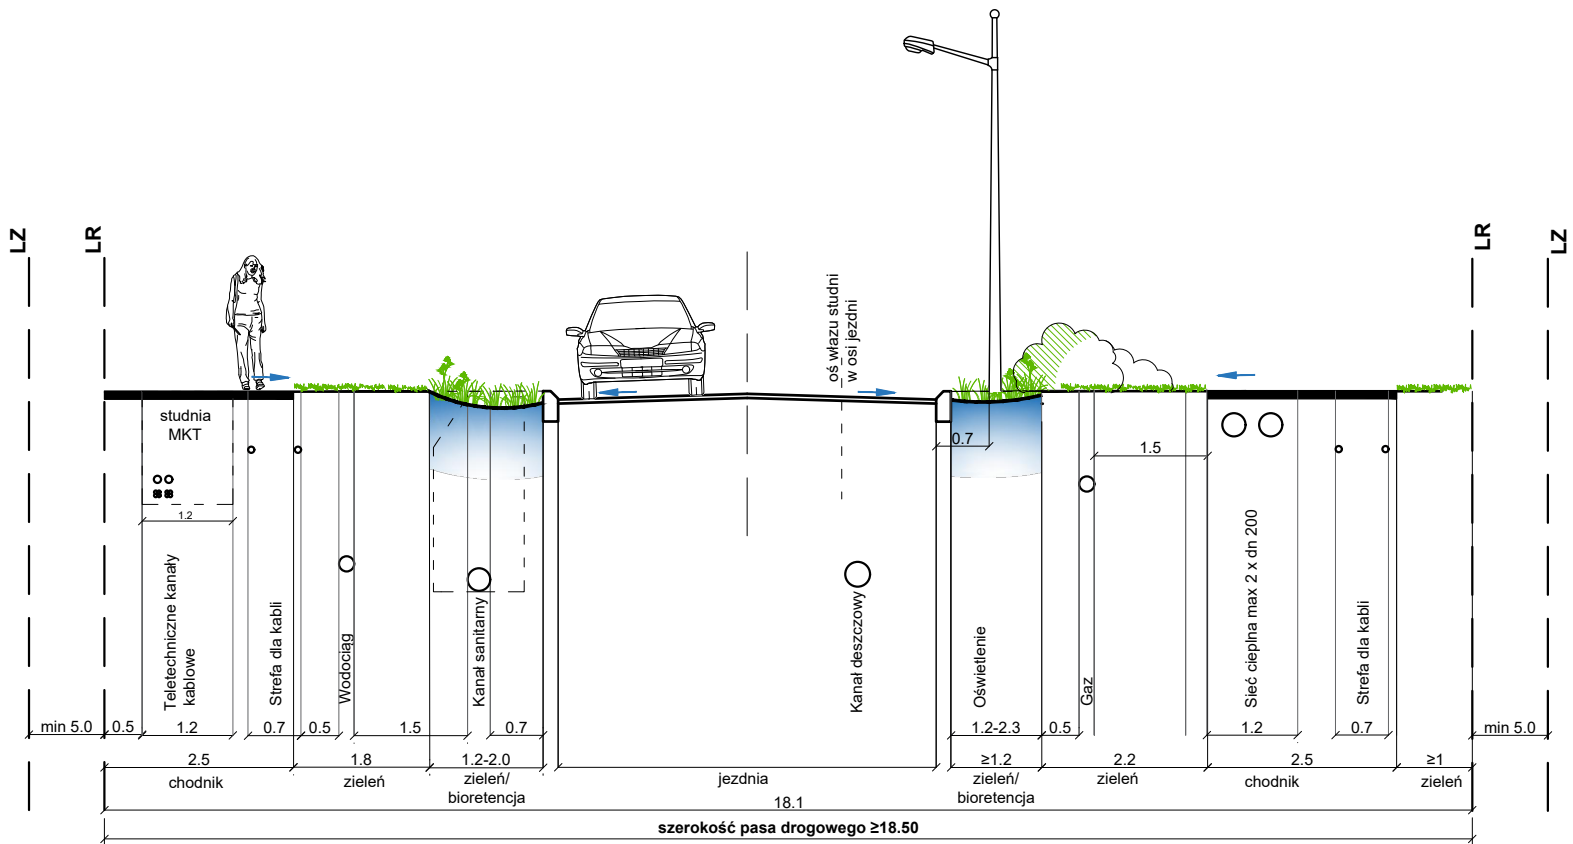 LZ
LR
LR
LZ
oś włazu studni
w osi jezdni
studnia
MKT
1.2
0.7
1.5
Teletechniczne kanały
kablowe
Strefa dla kabli
Wodociąg
Kanał sanitarny
Kanał deszczowy
Oświetlenie
Gaz
Sieć cieplna max 2 x dn 200
Strefa dla kabli
min 5.0 0.5 1.2 0.7 0.5 1.5 0.7 1.2-2.3 0.5 1.2 0.7 min 5.0
2.5 1.8 1.2-2.0 ≥1.2 2.2 2.5 ≥1
chodnik
zieleń
zieleń/
bioretencja
jezdnia
zieleń/
bioretencja
zieleń
chodnik
zieleń
18.1
szerokość pasa drogowego ≥18.50